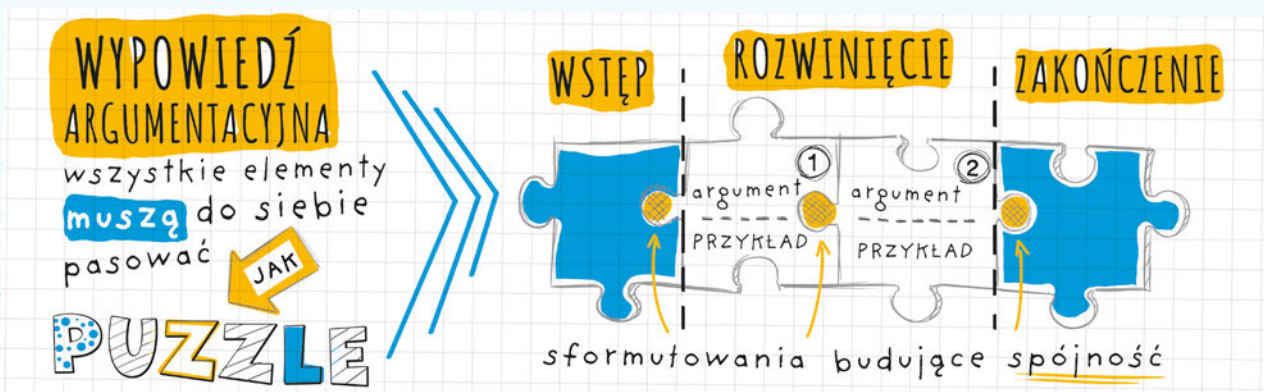 WYPOWIEDŹ
ARGUMENTACYJNA
wszystkie elementy
muszą do siebie
pasować
JAK
PUZZLE
WSTĘP
ROZWINIĘCIE
ZAKOŃCZENIE
1
argument
PRZYKŁAD
2
argument
PRZYKŁAD
sformułowania budujące spójność